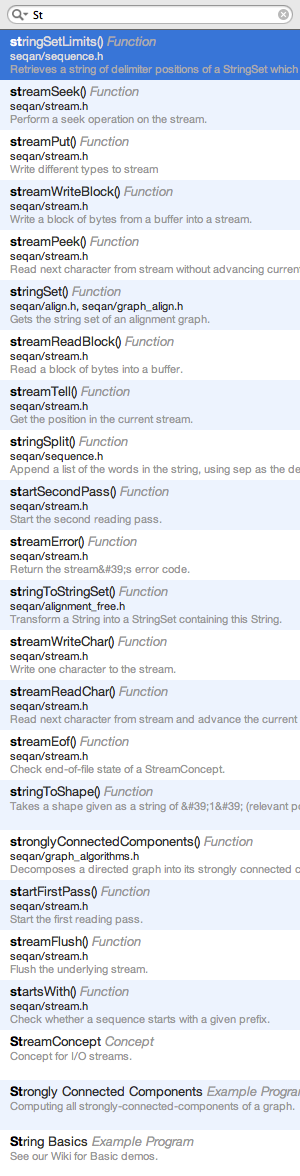 St
stringSetLimits() Function
seqan/sequence.h
Retrieves a string of delimiter positions of a StringSet which
streamSeek() Function
seqan/stream.h
Perform a seek operation on the stream.
streamPut() Function
seqan/stream.h
Write different types to stream
streamWriteBlock() Function
seqan/stream.h
Write a block of bytes from a buffer into a stream.
streamPeek() Function
seqan/stream.h
Read next character from stream without advancing current
stringSet() Function
seqan/align.h, seqan/graph_align.h
Gets the string set of an alignment graph.
streamReadBlock() Function
seqan/stream.h
Read a block of bytes into a buffer.
streamTell() Function
seqan/stream.h
Get the position in the current stream.
stringSplit() Function
seqan/sequence.h
Append a list of the words in the string, using sep as the de
startSecondPass() Function
seqan/stream.h
Start the second reading pass.
streamError() Function
seqan/stream.h
Return the stream&#39;s error code.
stringToStringSet() Function
seqan/alignment_free.h
Transform a String into a StringSet containing this String.
streamWriteChar() Function
seqan/stream.h
Write one character to the stream.
streamReadChar() Function
seqan/stream.h
Read next character from stream and advance the current
streamEof() Function
seqan/stream.h
Check end-of-file state of a StreamConcept.
stringToShape() Function
Takes a shape given as a string of &#39;1&#39; (relevant po
stronglyConnectedComponents() Function
seqan/graph_algorithms.h
Decomposes a directed graph into its strongly connected c
startFirstPass() Function
seqan/stream.h
Start the first reading pass.
streamFlush() Function
seqan/stream.h
Flush the underlying stream.
startsWith() Function
seqan/stream.h
Check whether a sequence starts with a given prefix.
StreamConcept Concept
Concept for I/O streams.
Strongly Connected Components Example Progra
Computing all strongly-connected-components of a graph.
String Basics Example Program
See our Wiki for Basic demos.